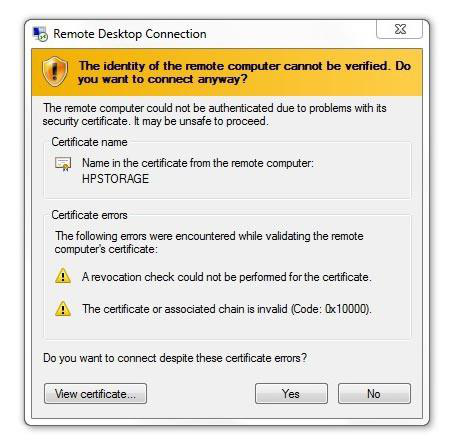 Remote Desktop Connection
The identity of the remote computer cannot be verified. Do
you want to connect anyway?
The remote computer could not be authenticated due to problems with its
security certificate. It may be unsafe to proceed.
Certificate name
Name in the certificate from the remote computer:
HPSTORAGE
Certificate errors
The following errors were encountered while validating the remote
computer's certificate:
A revocation check could not be performed for the certificate.
The certificate or associated chain is invalid (Code: 0x10000).
Do you want to connect despite these certificate errors?
View certificate... Yes No